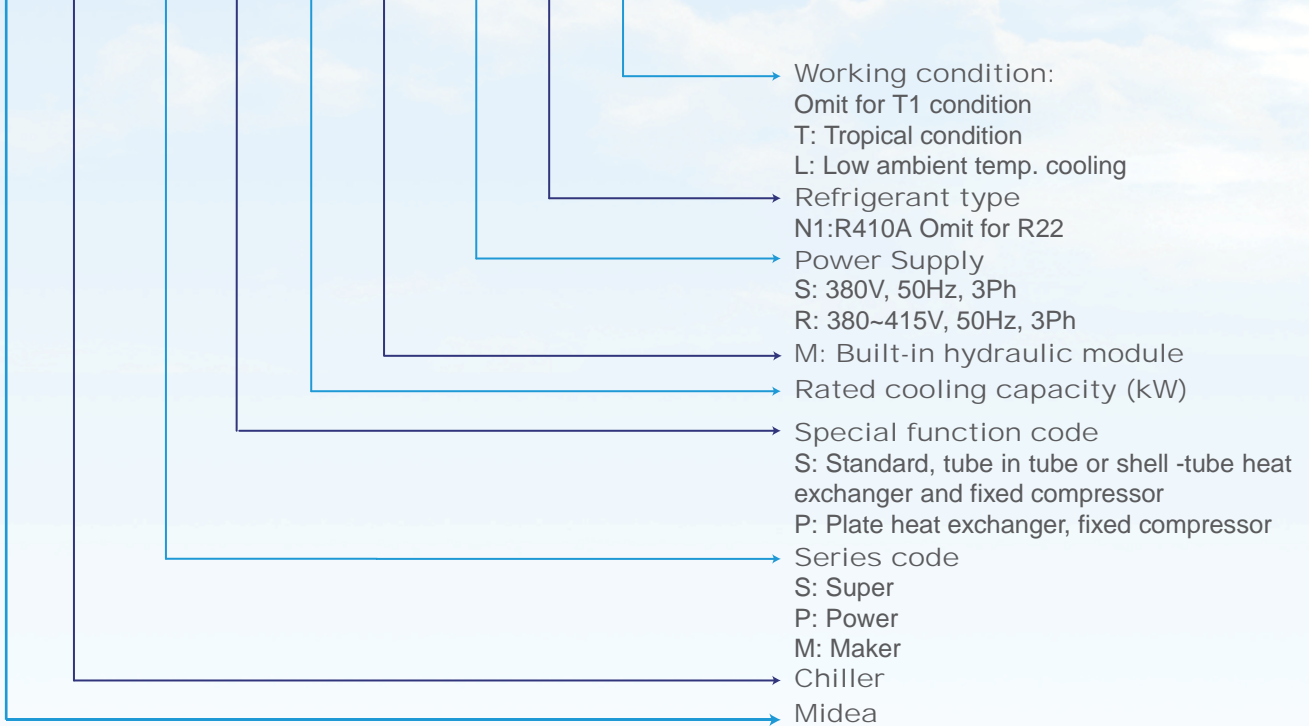 Working condition:
Omit for T1 condition
T: Tropical condition
L: Low ambient temp. cooling
Refrigerant type
N1:R410A Omit for R22
Power Supply
S: 380V, 50Hz, 3Ph
R: 380~415V, 50Hz, 3Ph
M: Built-in hydraulic module
Rated cooling capacity (kW)
Special function code
S: Standard, tube in tube or shell -tube heat
exchanger and fixed compressor
P: Plate heat exchanger, fixed compressor
Series code
S: Super
P: Power
M: Maker
Chiller
Midea